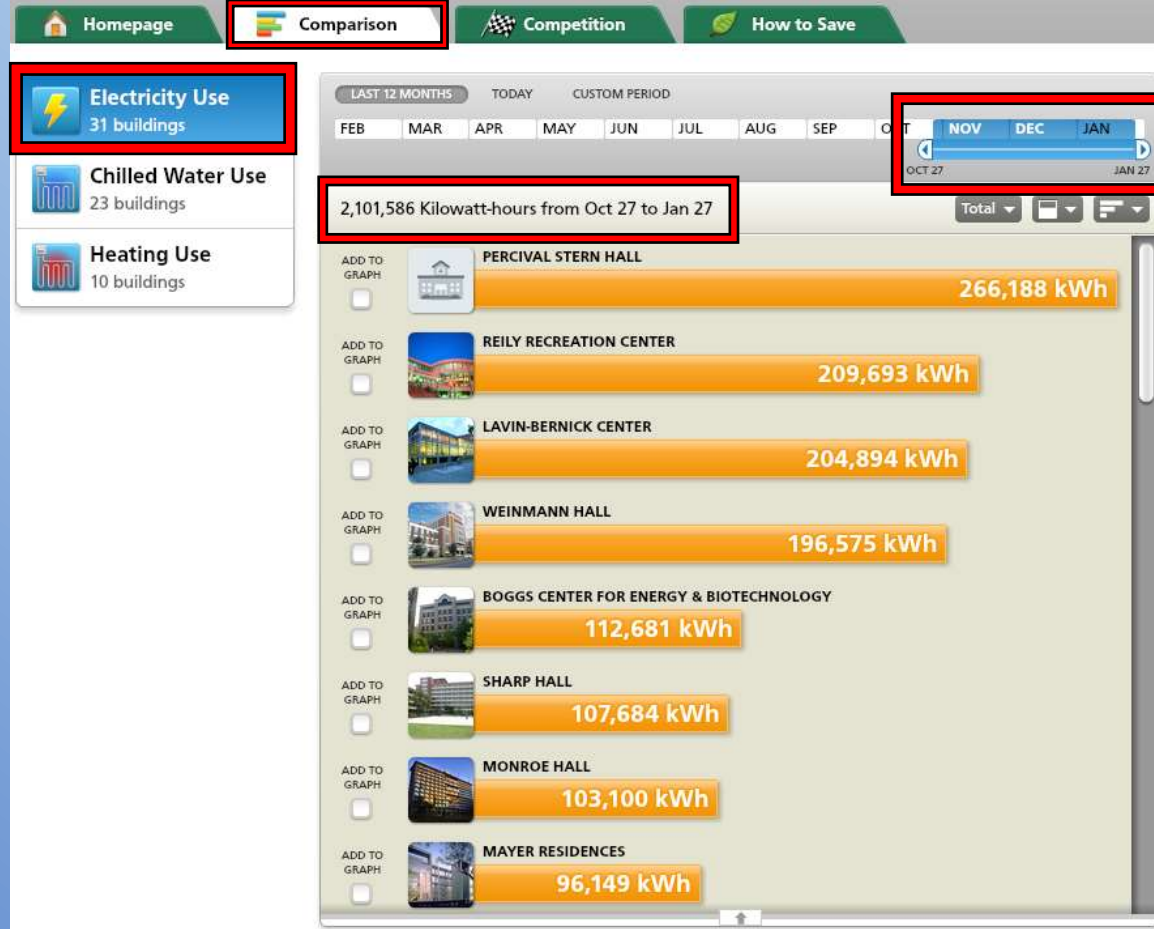 Homepage
Comparison
Competition
How to Save
Electricity Use
31 buildings
Chilled Water Use
23 buildings
Heating Use
10 buildings
LAST 12 MONTHS TODAY CUSTOM PERIOD
FEB MAR APR MAY JUN JUL AUG SEP OCT NOV DEC JAN
OCT 27 JAN 27
2,101,586 Kilowatt-hours from Oct 27 to Jan 27
Total
ADD TO
GRAPH
PERCIVAL STERN HALL
266,188 kWh
ADD TO
GRAPH
REILY RECREATION CENTER
209,693 kWh
ADD TO
GRAPH
LAVIN-BERNICK CENTER
204,894 kWh
ADD TO
GRAPH
WEINMANN HALL
196,575 kWh
ADD TO
GRAPH
BOGGS CENTER FOR ENERGY & BIOTECHNOLOGY
112,681 kWh
ADD TO
GRAPH
SHARP HALL
107,684 kWh
ADD TO
GRAPH
MONROE HALL
103,100 kWh
ADD TO
GRAPH
MAYER RESIDENCES
96,149 kWh